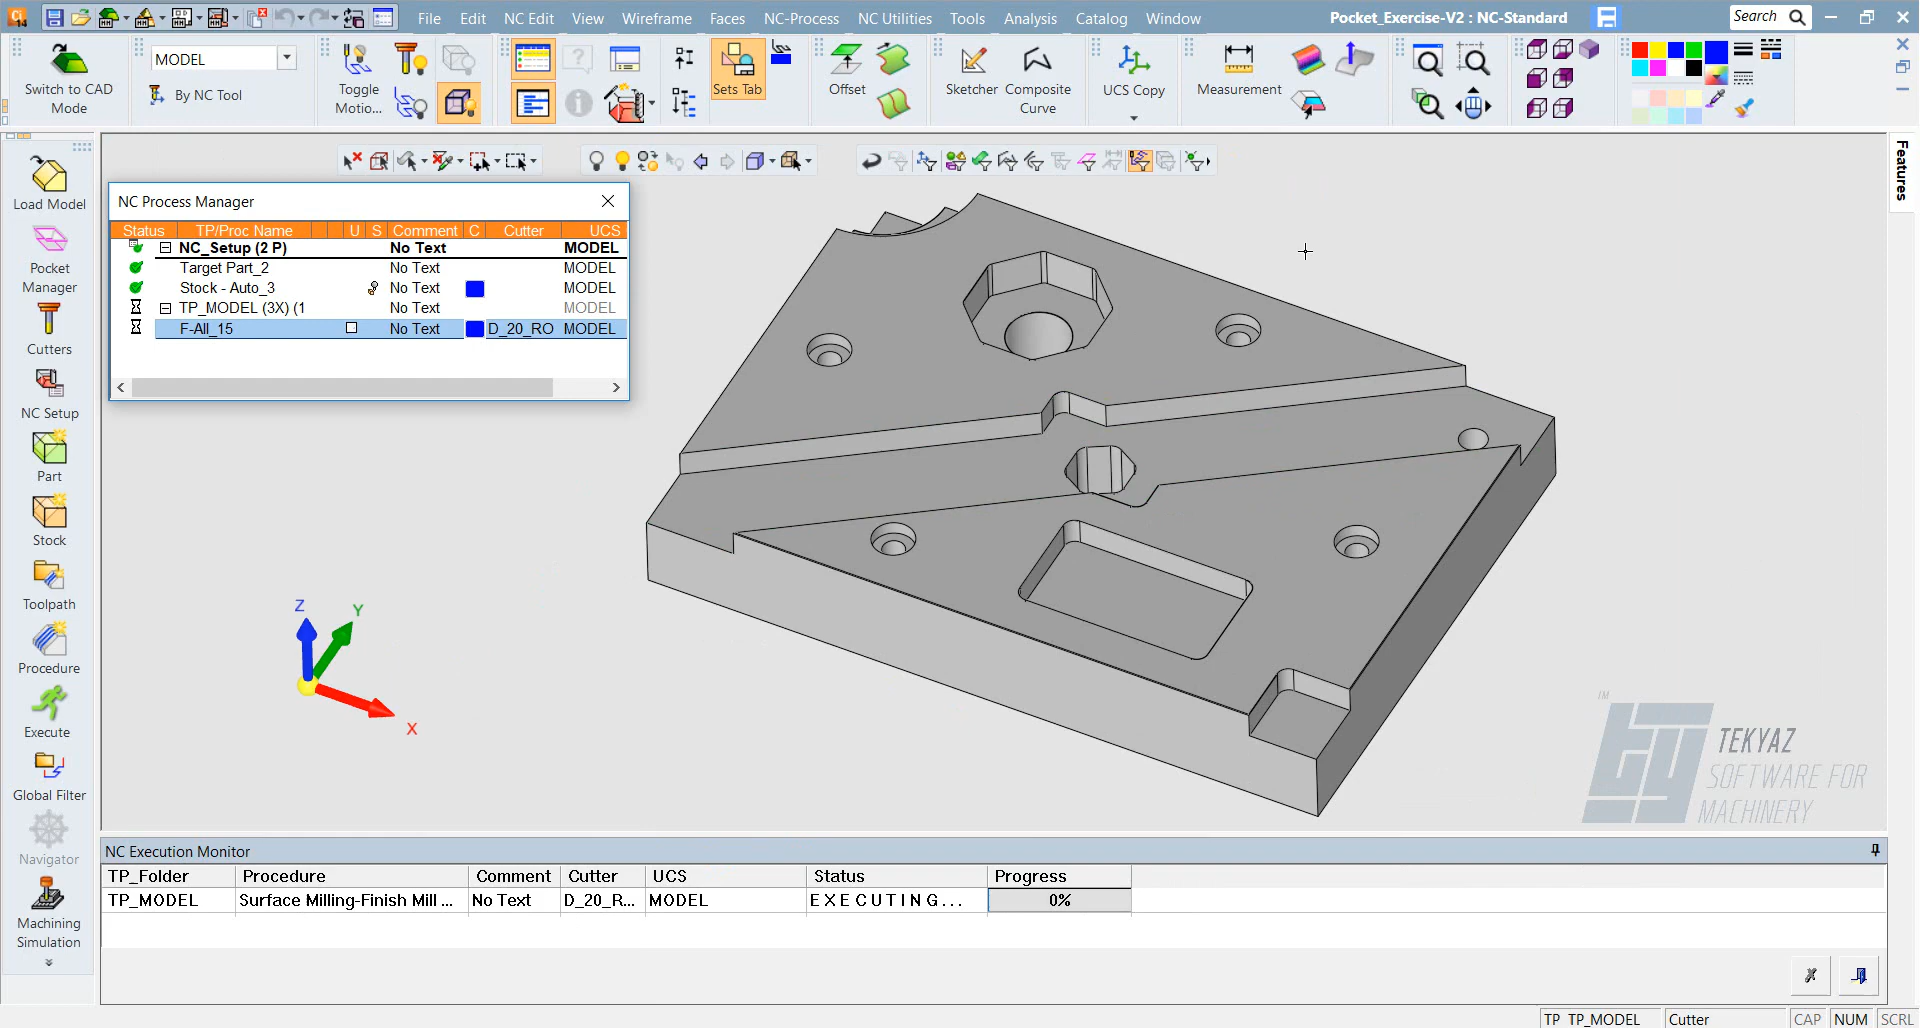 File Edit NC Edit View Wireframe Faces NC-Process NC Utilities Tools Analysis Catalog Window
Pocket_Exercise-V2 : NC-Standard
Search
Switch to CAD Mode
MODEL
By NC Tool
Toggle Motio...
Sets Tab
Offset
Sketcher
Composite Curve
UCS Copy
Measurement
Features
Load Model
Pocket Manager
Cutters
NC Setup
Part
Stock
Toolpath
Procedure
Execute
Global Filter
Navigator
Machining Simulation
NC Process Manager
Status TP/Proc Name U S Comment C Cutter UCS
NC_Setup (2 P) No Text MODEL
Target Part_2 No Text MODEL
Stock - Auto_3 No Text MODEL
TP_MODEL (3X) (1 No Text MODEL
F-All_15 No Text D_20_RO MODEL
Z
Y
X
TM
TEKYAZ
SOFTWARE FOR
MACHINERY
NC Execution Monitor
TP_Folder Procedure Comment Cutter UCS Status Progress
TP_MODEL Surface Milling-Finish Mill ... No Text D_20_R... MODEL EXECUTING... 0%
TP TP_MODEL Cutter CAP NUM SCRL